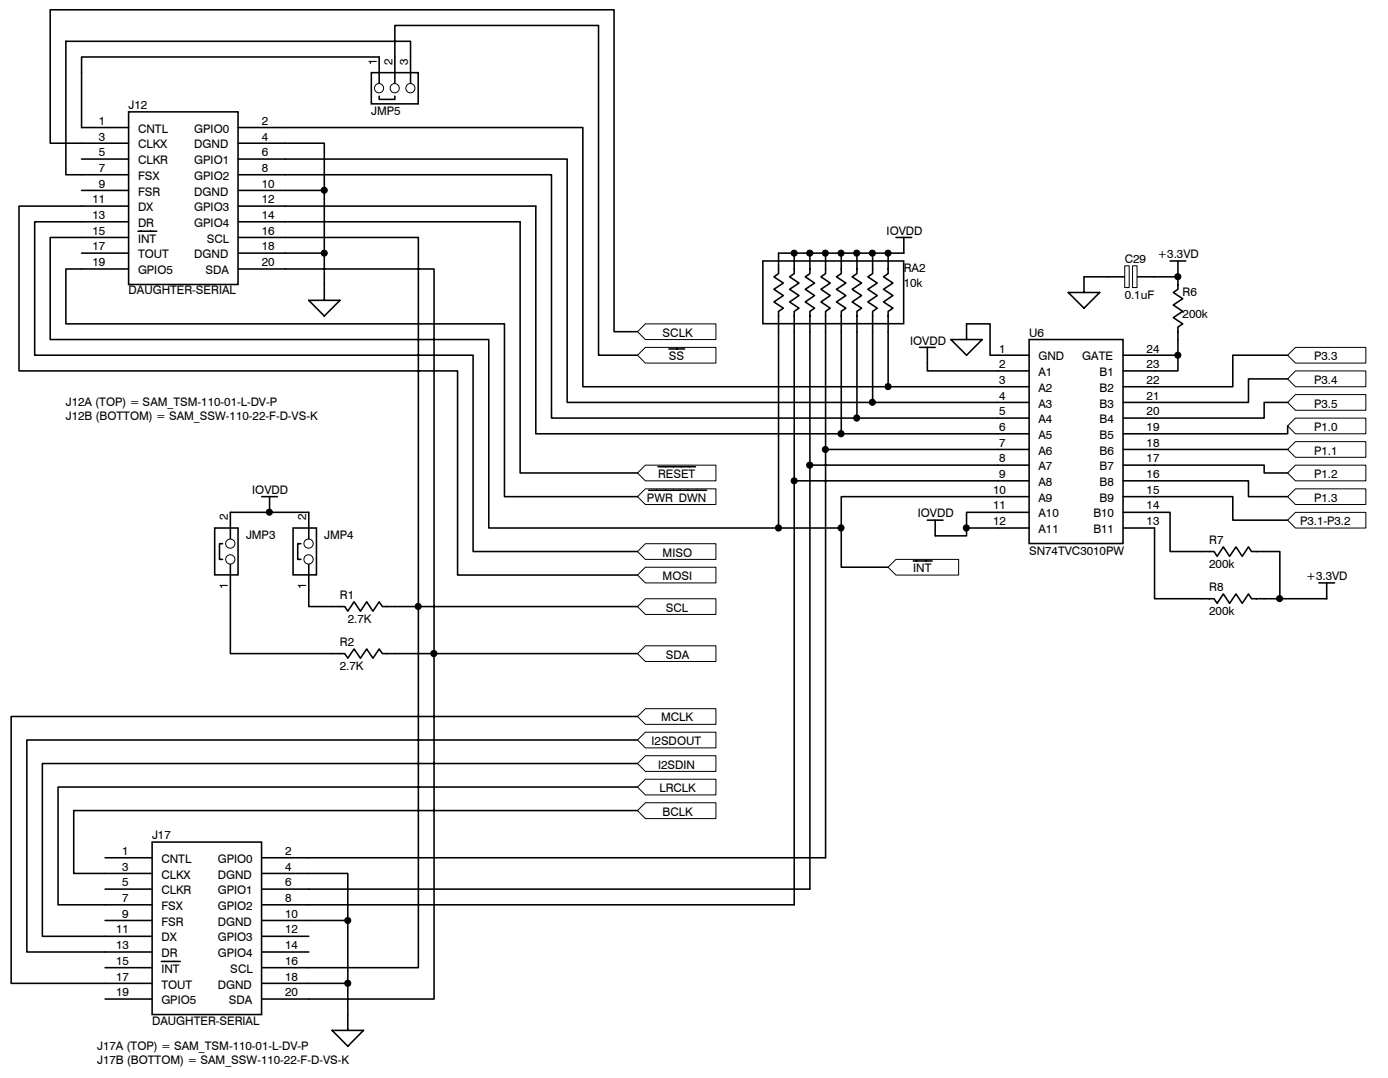 1 2 3
JMP5
J12
1 CNTL GPIO0 2
3 CLKX DGND 4
5 CLKR GPIO1 6
7 FSX GPIO2 8
9 FSR DGND 10
11 DX GPIO3 12
13 DR GPIO4 14
15 INT SCL 16
17 TOUT DGND 18
19 GPIO5 SDA 20
DAUGHTER-SERIAL
J12A (TOP) = SAM_TSM-110-01-L-DV-P
J12B (BOTTOM) = SAM_SSW-110-22-F-D-VS-K
SCLK
SS
RESET
PWR DWN
MISO
MOSI
SCL
SDA
MCLK
I2SDOUT
I2SDIN
LRCLK
BCLK
IOVDD
2 2
JMP3 JMP4
1 1
R1
2.7K
R2
2.7K
J17
1 CNTL GPIO0 2
3 CLKX DGND 4
5 CLKR GPIO1 6
7 FSX GPIO2 8
9 FSR DGND 10
11 DX GPIO3 12
13 DR GPIO4 14
15 INT SCL 16
17 TOUT DGND 18
19 GPIO5 SDA 20
DAUGHTER-SERIAL
J17A (TOP) = SAM_TSM-110-01-L-DV-P
J17B (BOTTOM) = SAM_SSW-110-22-F-D-VS-K
IOVDD
RA2
10k
C29
0.1uF
+3.3VD
R6
200k
IOVDD
IOVDD
INT
U6
1 GND GATE 24
2 A1 B1 23
3 A2 B2 22
4 A3 B3 21
5 A4 B4 20
6 A5 B5 19
7 A6 B6 18
8 A7 B7 17
9 A8 B8 16
10 A9 B9 15
11 A10 B10 14
12 A11 B11 13
SN74TVC3010PW
P3.3
P3.4
P3.5
P1.0
P1.1
P1.2
P1.3
P3.1-P3.2
R7
200k
R8
200k
+3.3VD